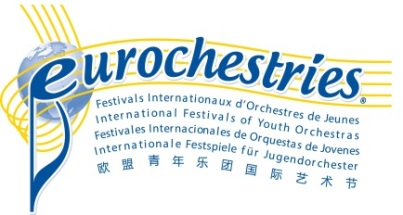 eurochestries®
Festivals Internationaux d'Orchestres de Jeunes
International Festivals of Youth Orchestras
Festivales Internacionales de Orquestas de Jovenes
Internationale Festspiele für Jugendorchester
欧盟青年乐团国际艺术节